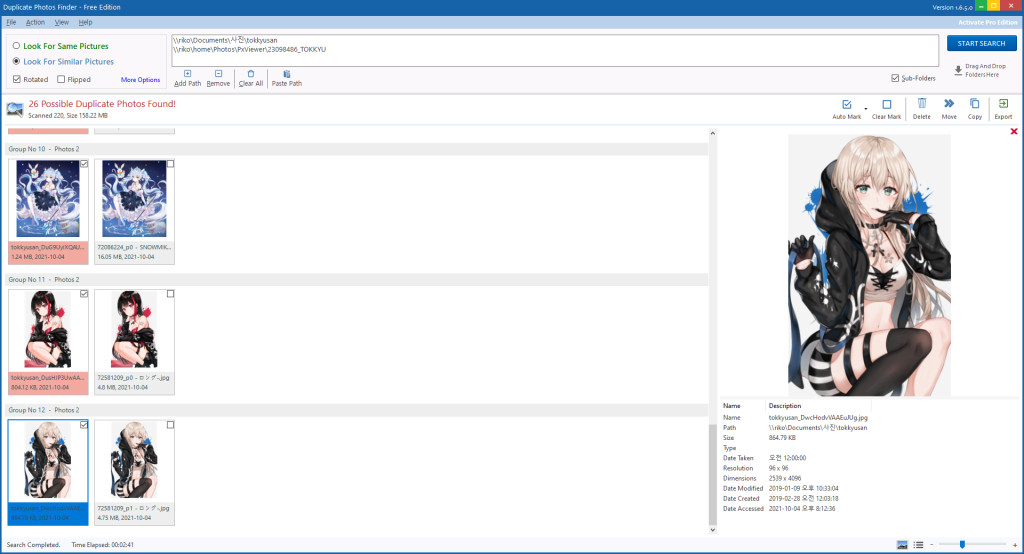 Duplicate Photos Finder - Free Edition
Version 1.6.5.0
File Action View Help
Activate Pro Edition
Look For Same Pictures
Look For Similar Pictures
Rotated Flipped More Options
\\riko\Documents\사진\tokkyusan
\\riko\home\Photos\PxViewer\23098486_TOKKYU
Add Path Remove Clear All Paste Path
Sub-Folders
START SEARCH
Drag And Drop
Folders Here
26 Possible Duplicate Photos Found!
Scanned 220, Size 158.22 MB
Auto Mark Clear Mark Delete Move Copy Export
Group No 10 - Photos 2
72086224_p0 - SNOWMIK...
1.24 MB, 2021-10-04
16.05 MB, 2021-10-04
Group No 11 - Photos 2
72581209_p0 - ロング-.jpg
804.12 KB, 2021-10-04
4.8 MB, 2021-10-04
Group No 12 - Photos 2
72581209_p1 - ロング-.jpg
4.75 MB, 2021-10-04
Name Description
Name tokkyusan_DwcHodvVAAEwJUg.jpg
Path \\riko\Documents\사진\tokkyusan
Size 864.79 KB
Type
Date Taken 오전 12:00:00
Resolution 96 x 96
Dimensions 2539 x 4096
Date Modified 2019-01-09 오후 10:33:04
Date Created 2019-02-28 오전 12:03:18
Date Accessed 2021-10-04 오후 8:12:36
Search Completed. Time Elapsed: 00:02:41